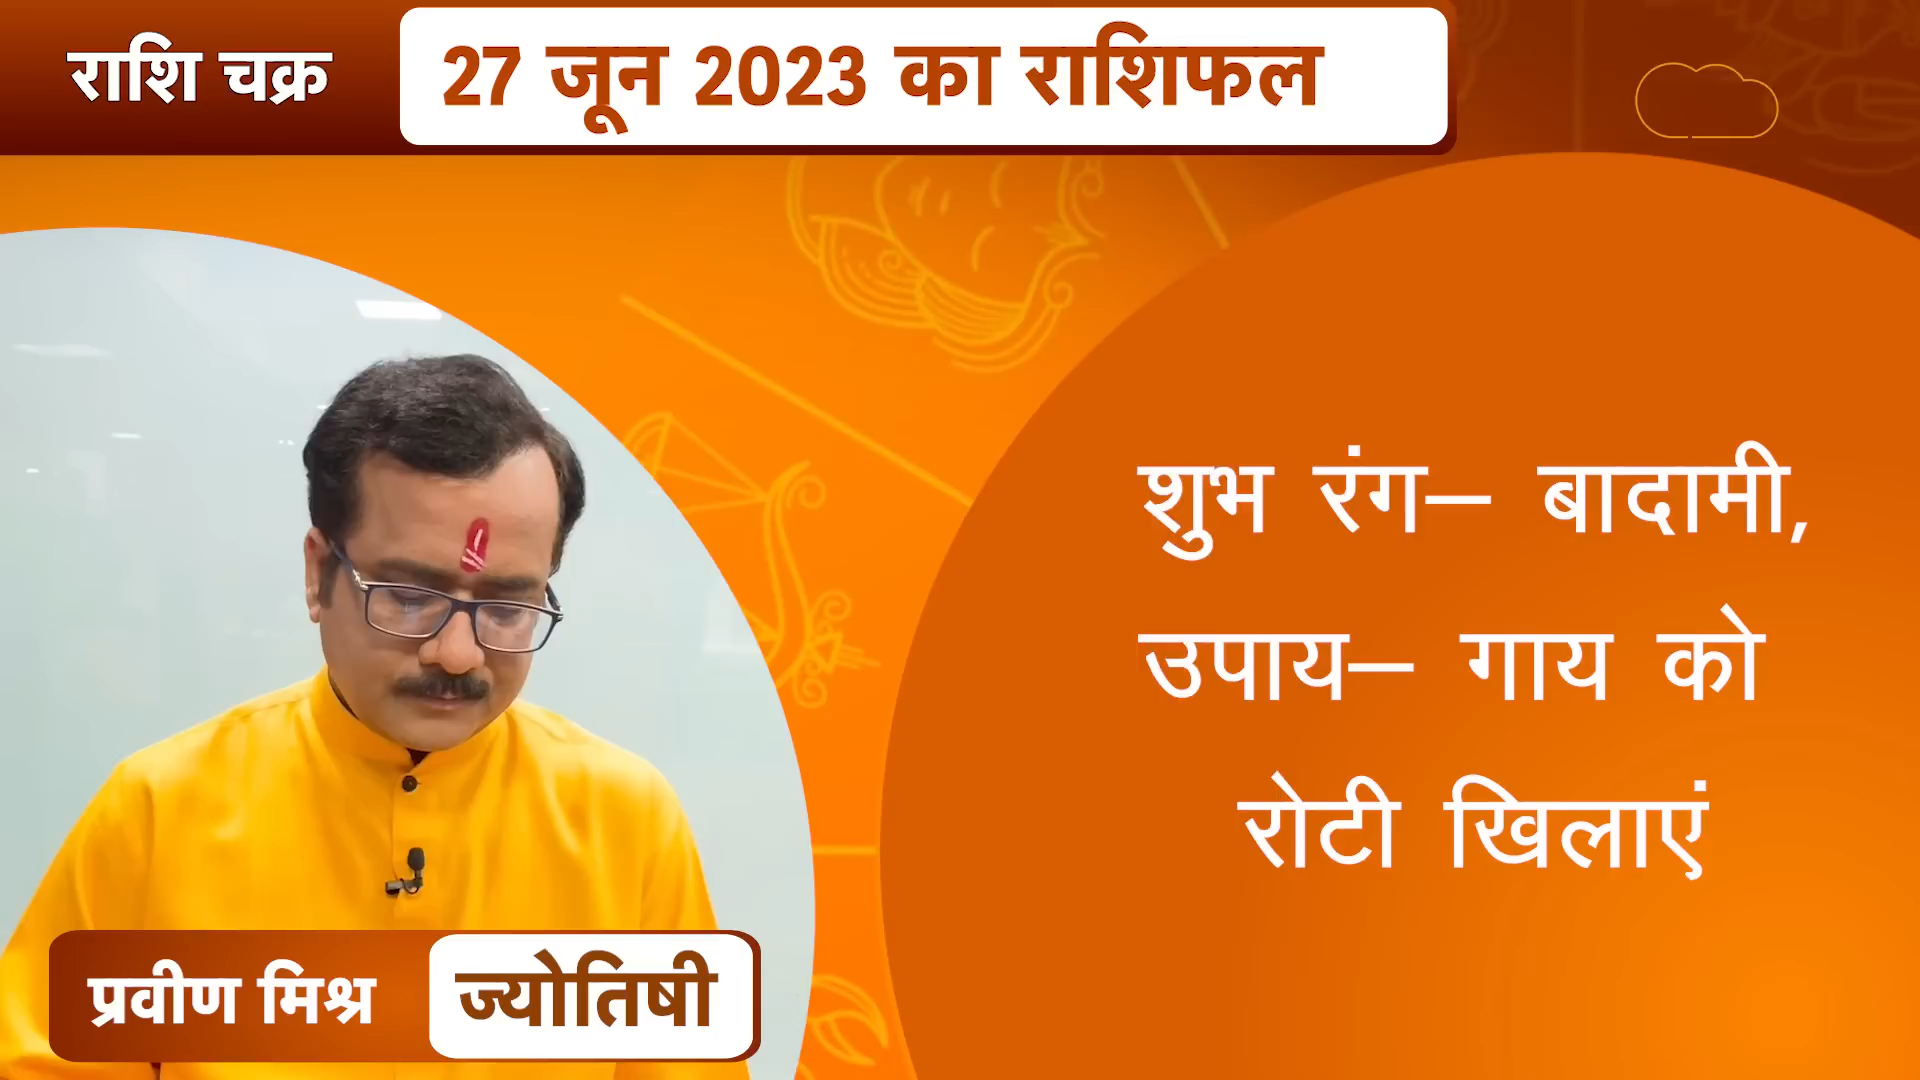 राशि चक्र
27 जून 2023 का राशिफल
शुभ रंग– बादामी,
उपाय– गाय को
रोटी खिलाएं
प्रवीण मिश्र
ज्योतिषी